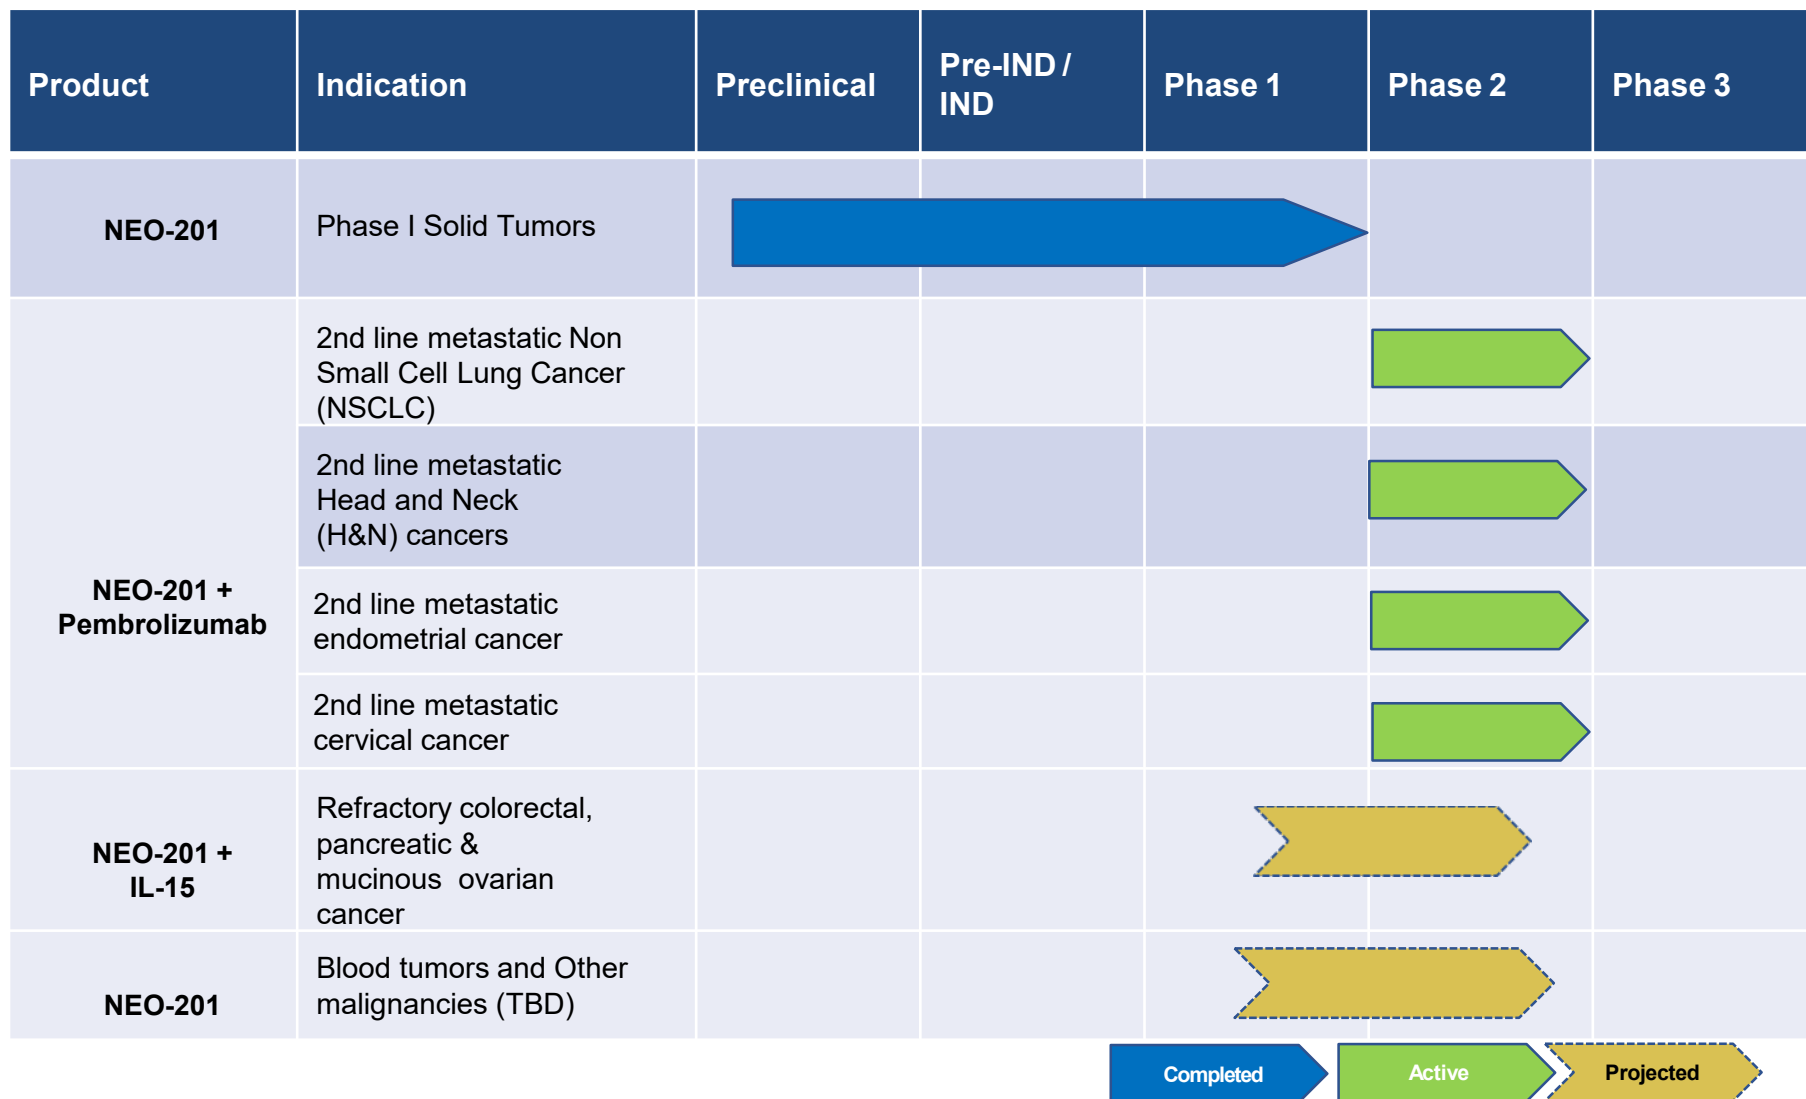 Product
Indication
Preclinical
Pre-IND /
IND
Phase 1
Phase 2
Phase 3
NEO-201
Phase I Solid Tumors
NEO-201 +
Pembrolizumab
2nd line metastatic Non
Small Cell Lung Cancer
(NSCLC)
2nd line metastatic
Head and Neck
(H&N) cancers
2nd line metastatic
endometrial cancer
2nd line metastatic
cervical cancer
NEO-201 +
IL-15
Refractory colorectal,
pancreatic &
mucinous ovarian
cancer
NEO-201
Blood tumors and Other
malignancies (TBD)
Completed
Active
Projected